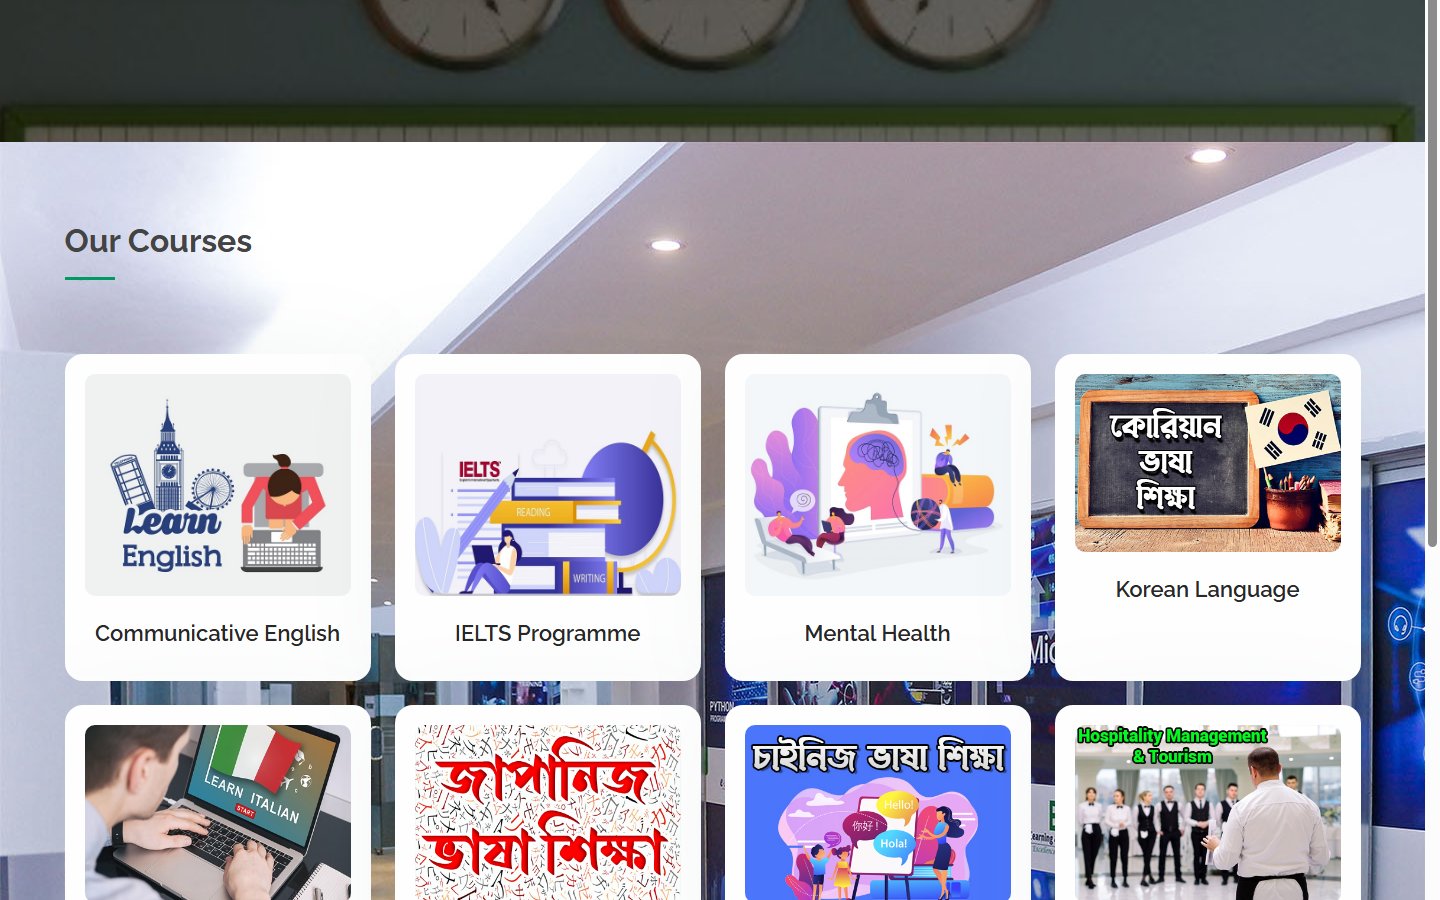 Our Courses
Learn
English
Communicative English
IELTS
READING
WRITING
IELTS Programme
Mental Health
কোরিয়ান
ভাষা
শিক্ষা
Korean Language
PYTHON
LEARN ITALIAN
START
জাপানিজ
ভাষা শিক্ষা
চাইনিজ ভাষা শিক্ষা
Hello!
你好!
Hola!
Hospitality Management
& Tourism